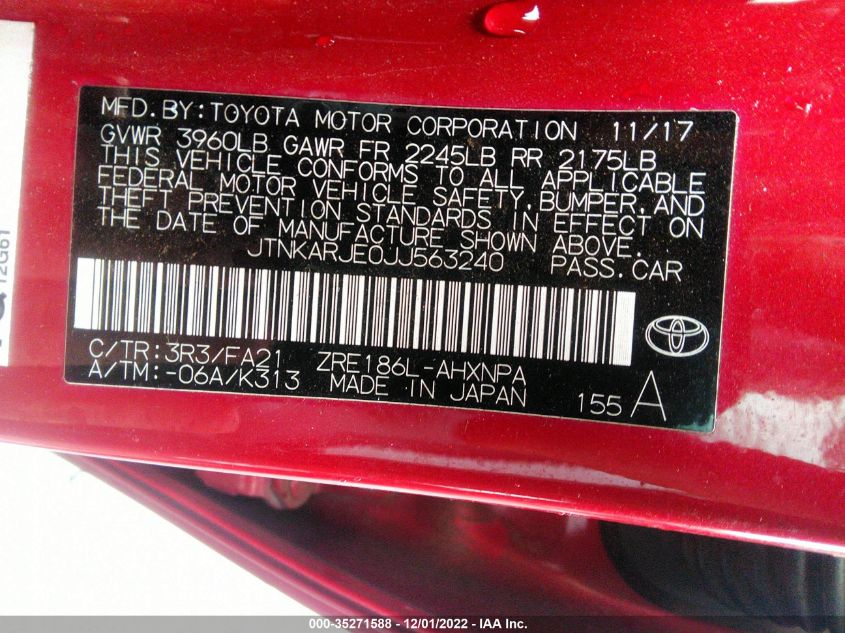 MFD. BY: TOYOTA MOTOR CORPORATION 11/17
GVWR 3960LB GAWR FR 2245LB RR 2175LB
THIS VEHICLE CONFORMS TO ALL APPLICABLE
FEDERAL MOTOR VEHICLE SAFETY, BUMPER, AND
THEFT PREVENTION STANDARDS IN EFFECT ON
THE DATE OF MANUFACTURE SHOWN ABOVE.
JTNKARJE0JJ563240 PASS. CAR
C/TR: 3R3/FA21 ZRE186L-AHXNPA
A/TM: -06A/K313 MADE IN JAPAN 155 A
12G61
000-35271588 - 12/01/2022 - IAA Inc.